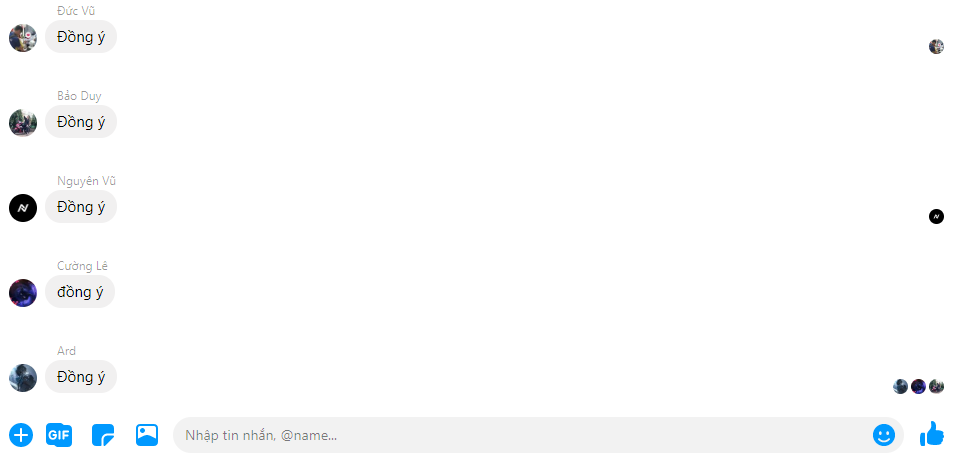 Đức Vũ
Đồng ý
Bảo Duy
Đồng ý
Nguyên Vũ
Đồng ý
Cường Lê
đồng ý
Ard
Đồng ý
GIF
Nhập tin nhắn, @name...